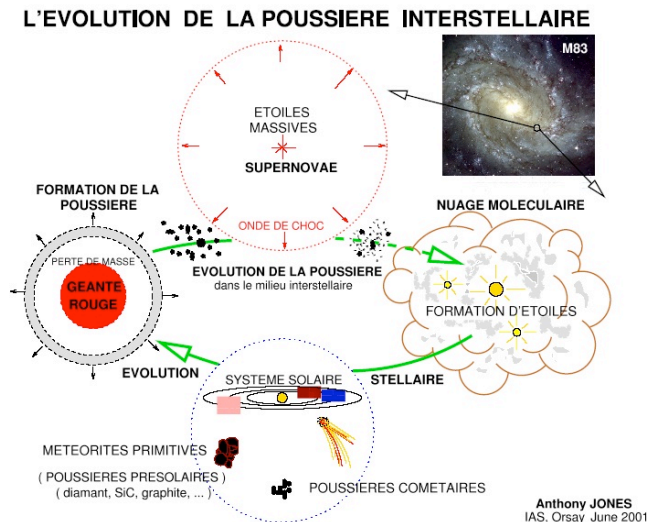 L'EVOLUTION DE LA POUSSIERE INTERSTELLAIRE
M83
ETOILES
MASSIVES
SUPERNOVAE
ONDE DE CHOC
FORMATION DE LA
POUSSIERE
NUAGE MOLECULAIRE
EVOLUTION DE LA POUSSIERE
dans le milieu interstellaire
PERTE DE MASSE
GEANTE
ROUGE
FORMATION D'ETOILES
EVOLUTION
STELLAIRE
SYSTEME SOLAIRE
METEORITES PRIMITIVES
( POUSSIERES PRESOLAIRES )
( diamant, SiC, graphite, ... )
POUSSIERES COMETAIRES
Anthony JONES
IAS, Orsay June 2001